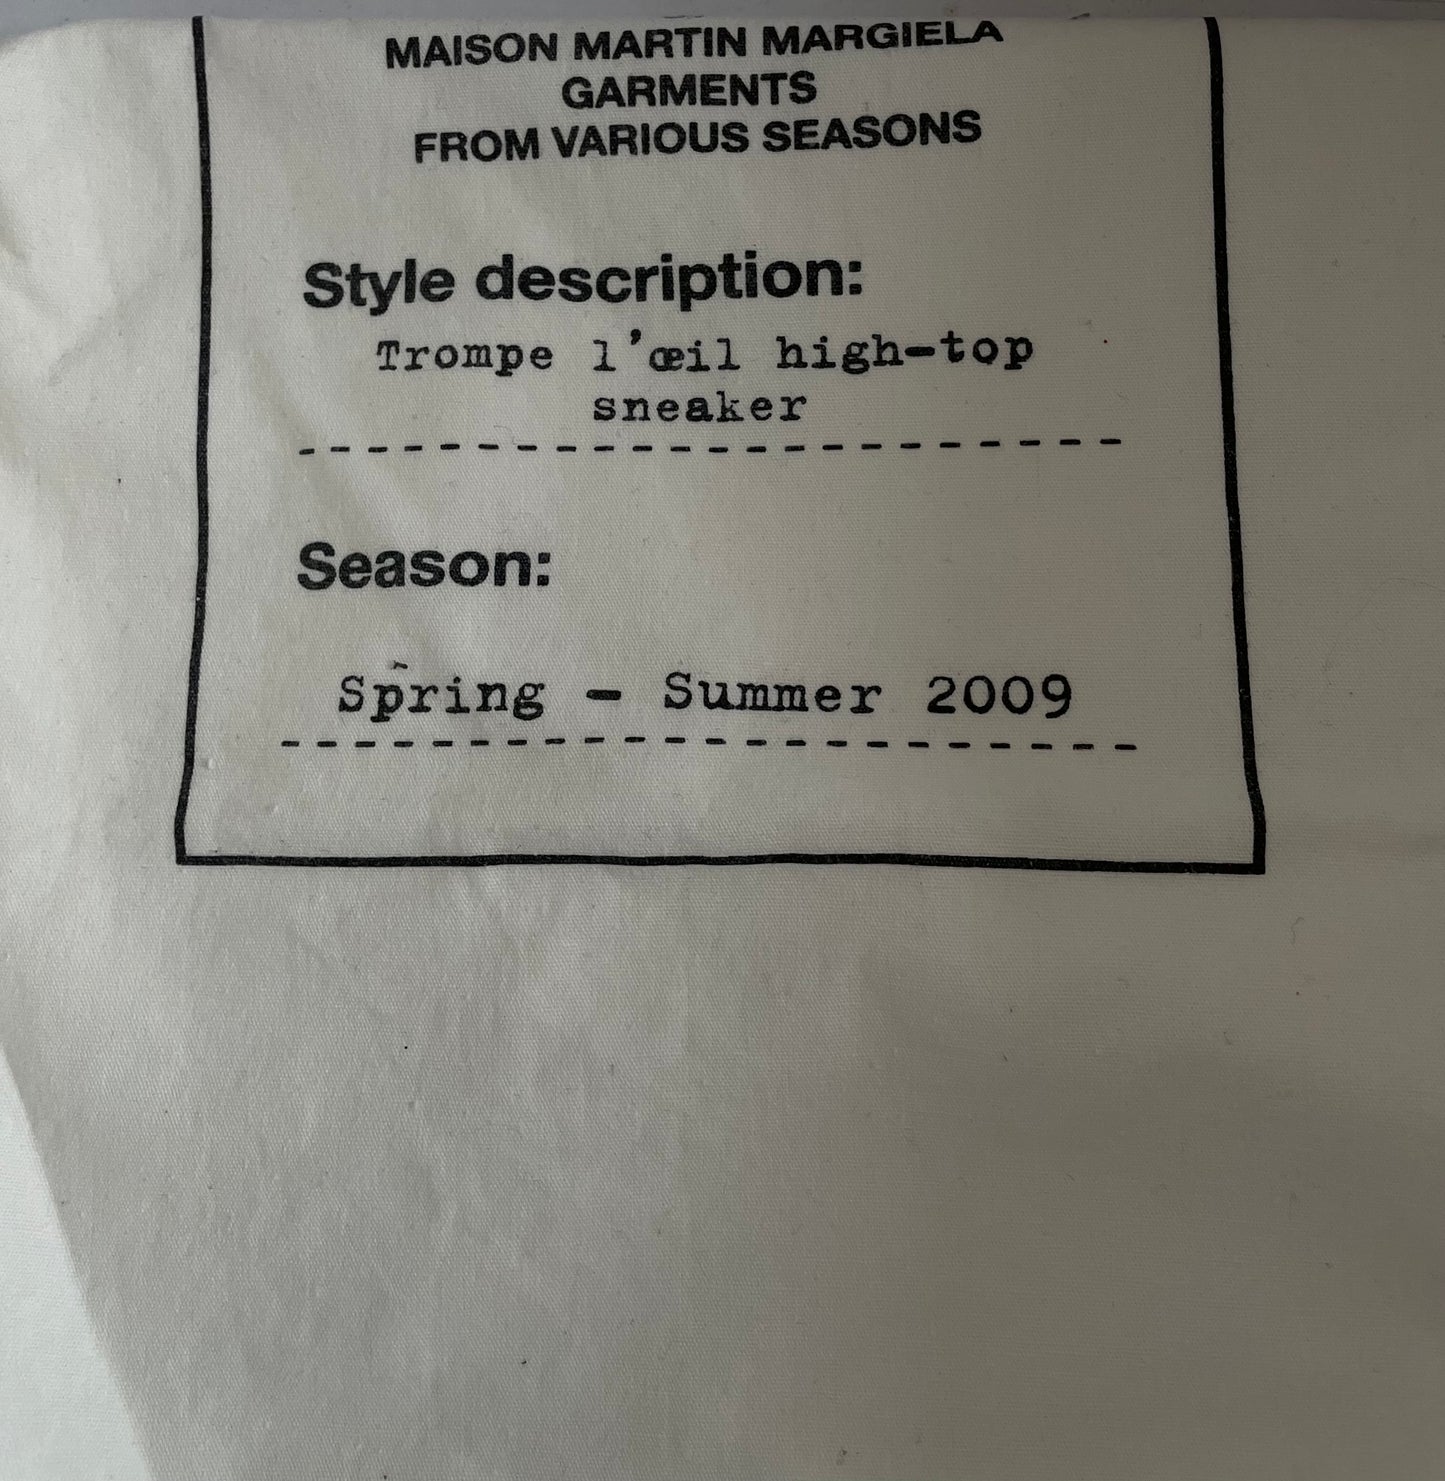 MAISON MARTIN MARGIELA
GARMENTS
FROM VARIOUS SEASONS
Style description:
Trompe l'œil high-top
sneaker
Season:
Spring - Summer 2009